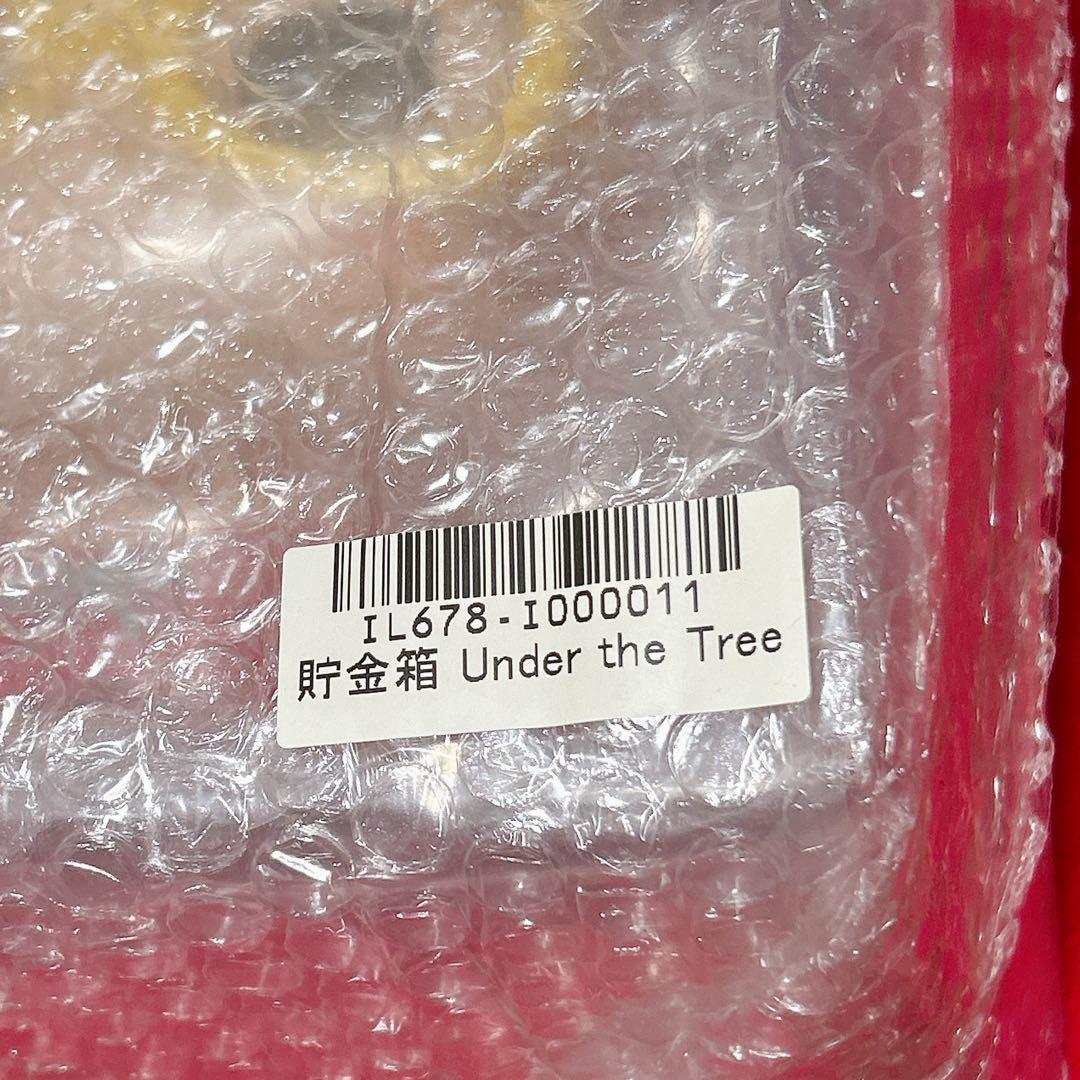 IL678-I000011
貯金箱 Under the Tree